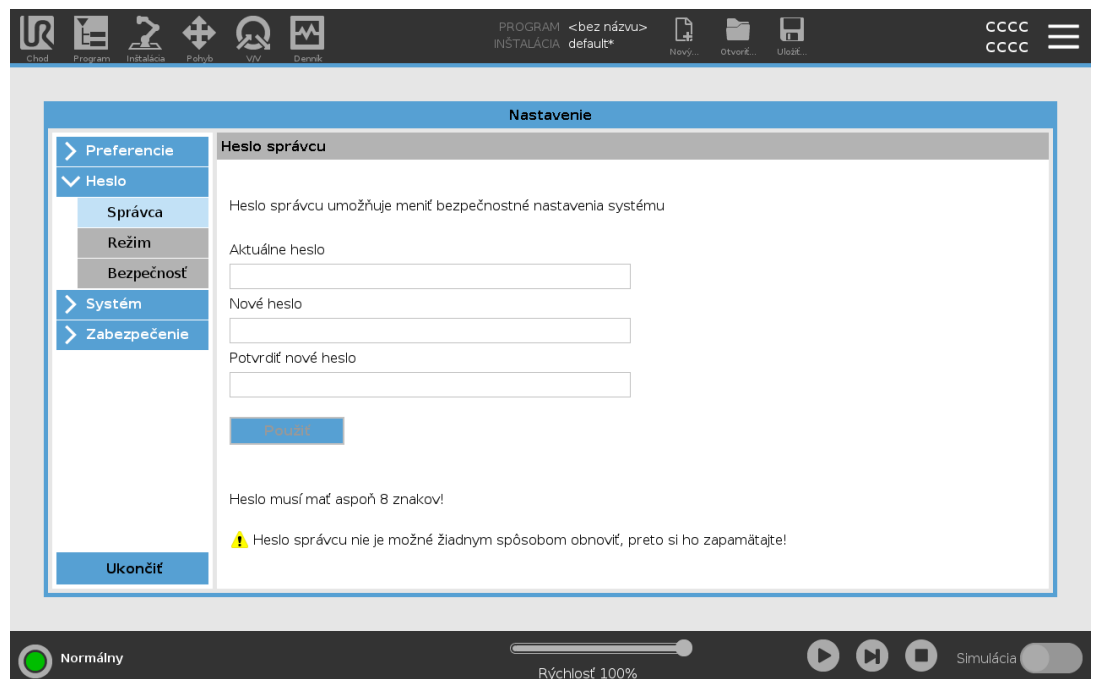 PROGRAM <bez názvu>
INŠTALÁCIA default*
cccc
cccc
Chod Program Inštalácia Pohyb V/V Denník Nový... Otvoriť... Uložiť...
Nastavenie
Preferencie
Heslo
Správca
Režim
Bezpečnosť
Systém
Zabezpečenie
Ukončiť
Heslo správcu
Heslo správcu umožňuje meniť bezpečnostné nastavenia systému
Aktuálne heslo
Nové heslo
Potvrdiť nové heslo
Použiť
Heslo musí mať aspoň 8 znakov!
Heslo správcu nie je možné žiadnym spôsobom obnoviť, preto si ho zapamätajte!
Normálny
Rýchlosť 100%
Simulácia